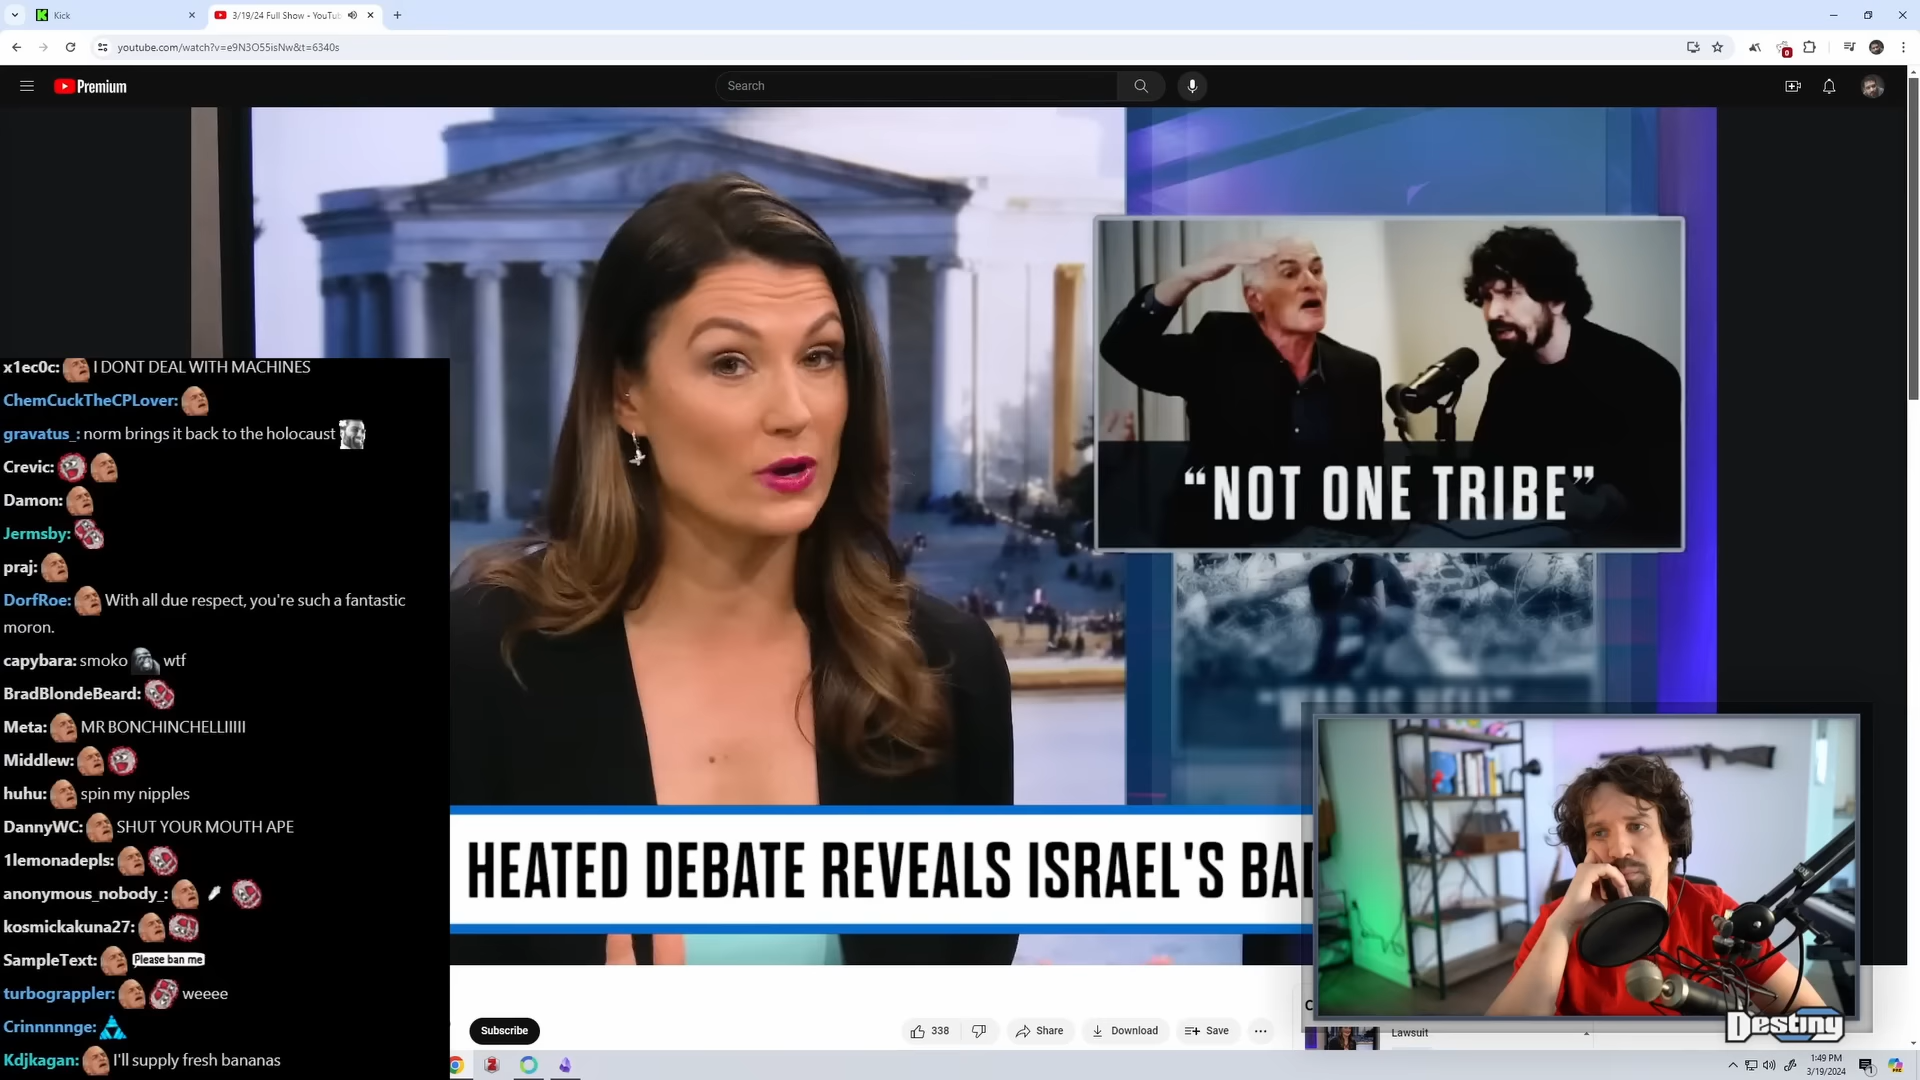 Kick
3/19/24 Full Show - YouTu
youtube.com/watch?v=e9N3O55isNw&t=6340s
0
Premium
Search
"NOT ONE TRIBE"
x1ec0c: I DONT DEAL WITH MACHINES
ChemCuckTheCPLover:
gravatus_: norm brings it back to the holocaust
Crevic:
Damon:
Jermsby:
praj:
DorfRoe: With all due respect, you're such a fantastic
moron.
capybara: smoko wtf
BradBlondeBeard:
Meta: MR BONCHINCHELLIIIII
Middlew:
huhu: spin my nipples
DannyWC: SHUT YOUR MOUTH APE
1lemonadepls:
anonymous_nobody_:
kosmickakuna27:
SampleText: Please ban me
turbograppler: weeee
Crinnnnnge:
Kdjkagan: I'll supply fresh bananas
HEATED DEBATE REVEALS ISRAEL'S BA
Destiny
Subscribe
338
Share
Download
Save
Lawsuit
1:49 PM
3/19/2024